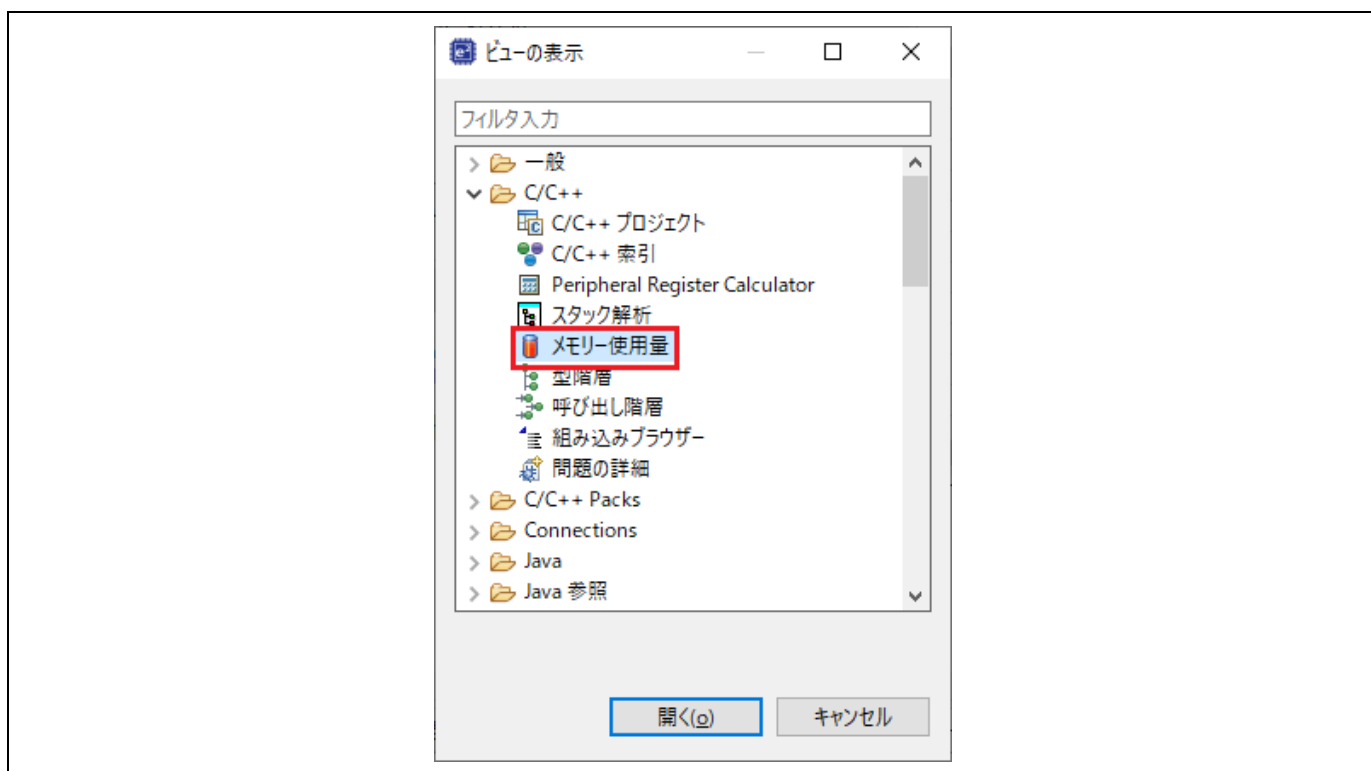 ビューの表示
フィルタ入力
一般
C/C++
C/C++ プロジェクト
C/C++ 索引
Peripheral Register Calculator
スタック解析
メモリー使用量
型階層
呼び出し階層
組み込みブラウザー
問題の詳細
C/C++ Packs
Connections
Java
Java 参照
開く(o) キャンセル